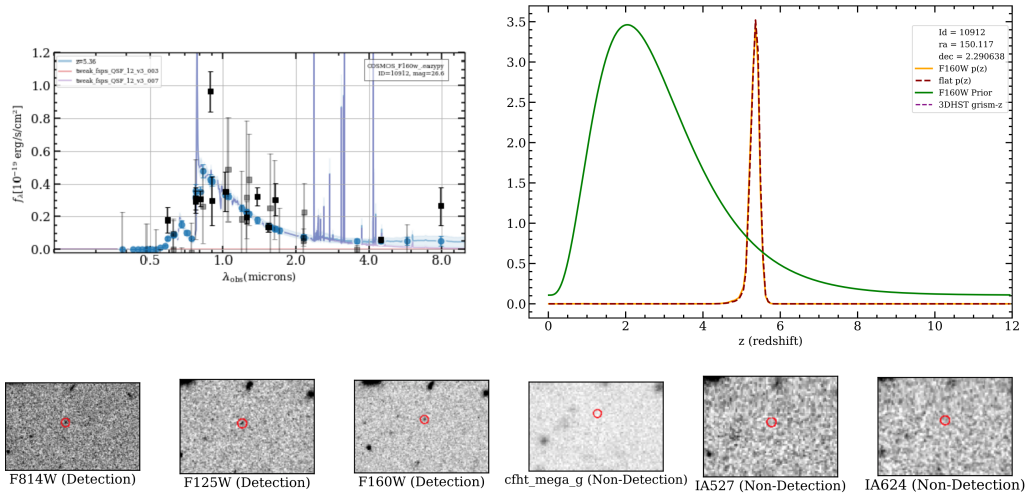 1.2
1.0
0.8
0.6
0.4
0.2
0.0
fλ[10⁻¹⁹ erg/s/cm²]
z=5.36
tweak_fsps_QSF_12_v3_003
tweak_fsps_QSF_12_v3_007
COSMOS_F160w_.eazypy
ID=10912, mag=26.6
0.5 1.0 2.0 4.0 8.0
λobs(microns)
3.5
3.0
2.5
2.0
1.5
1.0
0.5
0.0
Id = 10912
ra = 150.117
dec = 2.290638
F160W p(z)
flat p(z)
F160W Prior
3DHST grism-z
0 2 4 6 8 10 12
z (redshift)
F814W (Detection)
F125W (Detection)
F160W (Detection)
cfht_mega_g (Non-Detection)
IA527 (Non-Detection)
IA624 (Non-Detection)